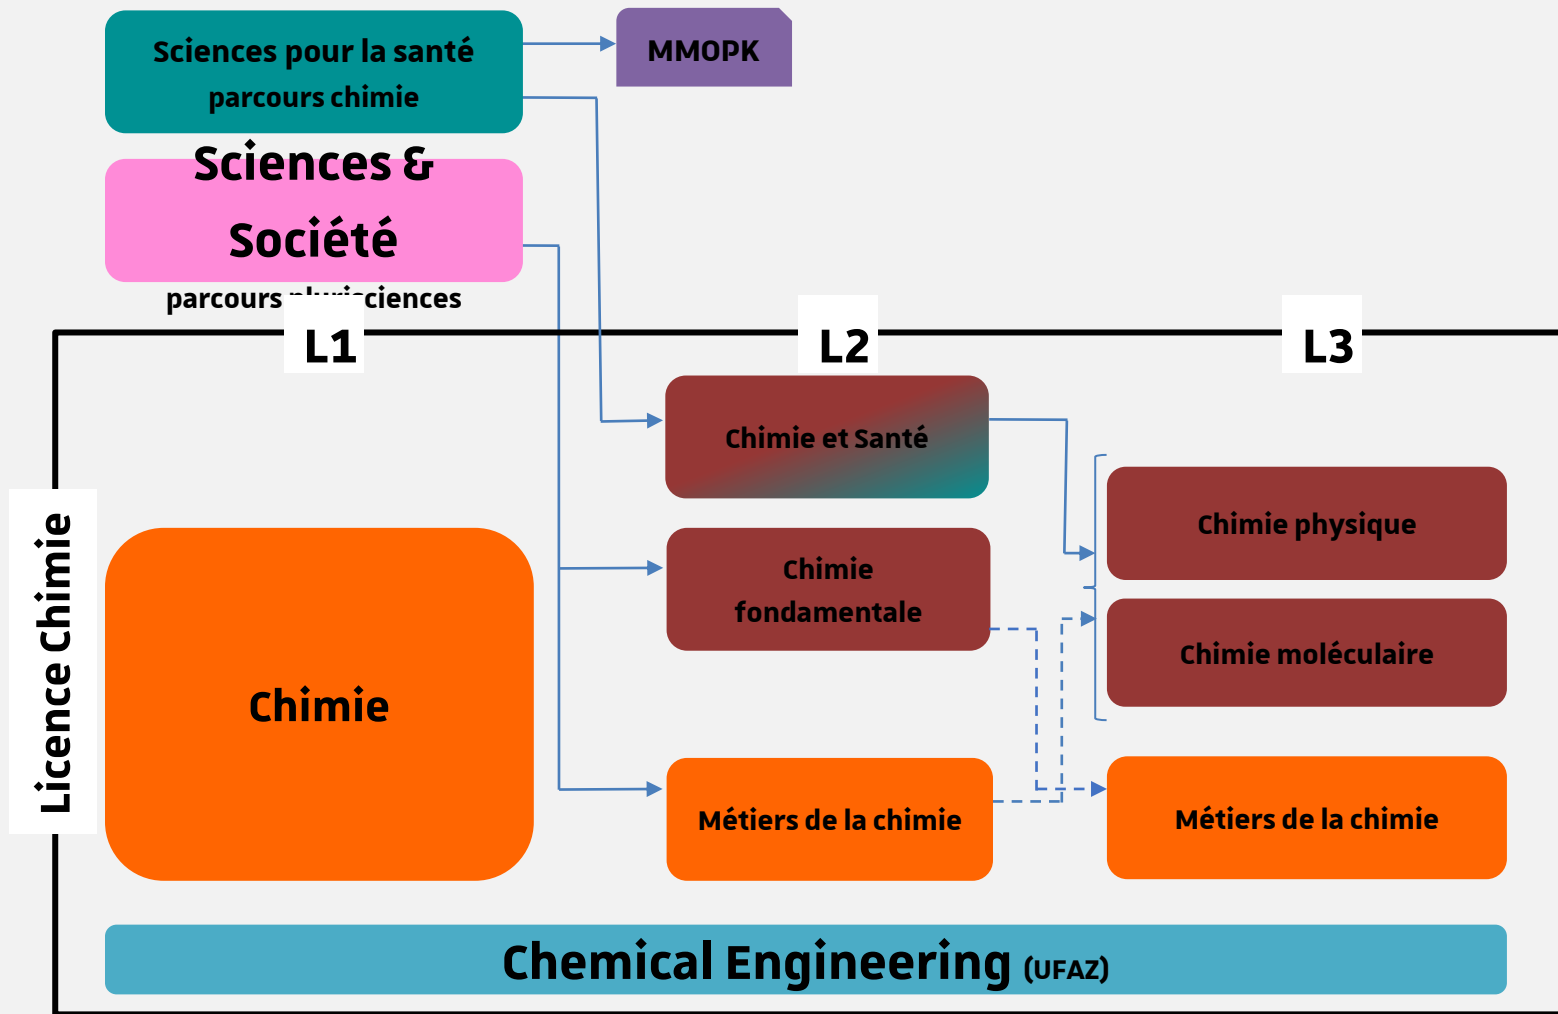 Sciences pour la santé
parcours chimie
MMOPK
Sciences &
Société
parcours plurisciences
L1
L2
L3
Licence Chimie
Chimie et Santé
Chimie physique
Chimie
fondamentale
Chimie moléculaire
Chimie
Métiers de la chimie
Métiers de la chimie
Chemical Engineering (UFAZ)